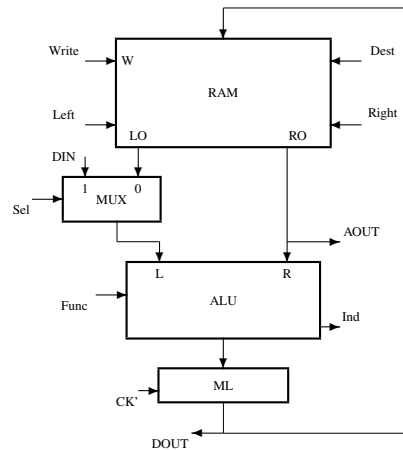 Write
W
Dest
RAM
Left
Right
LO
RO
DIN
1
0
MUX
Sel
AOUT
L
R
Func
ALU
Ind
ML
CK'
DOUT